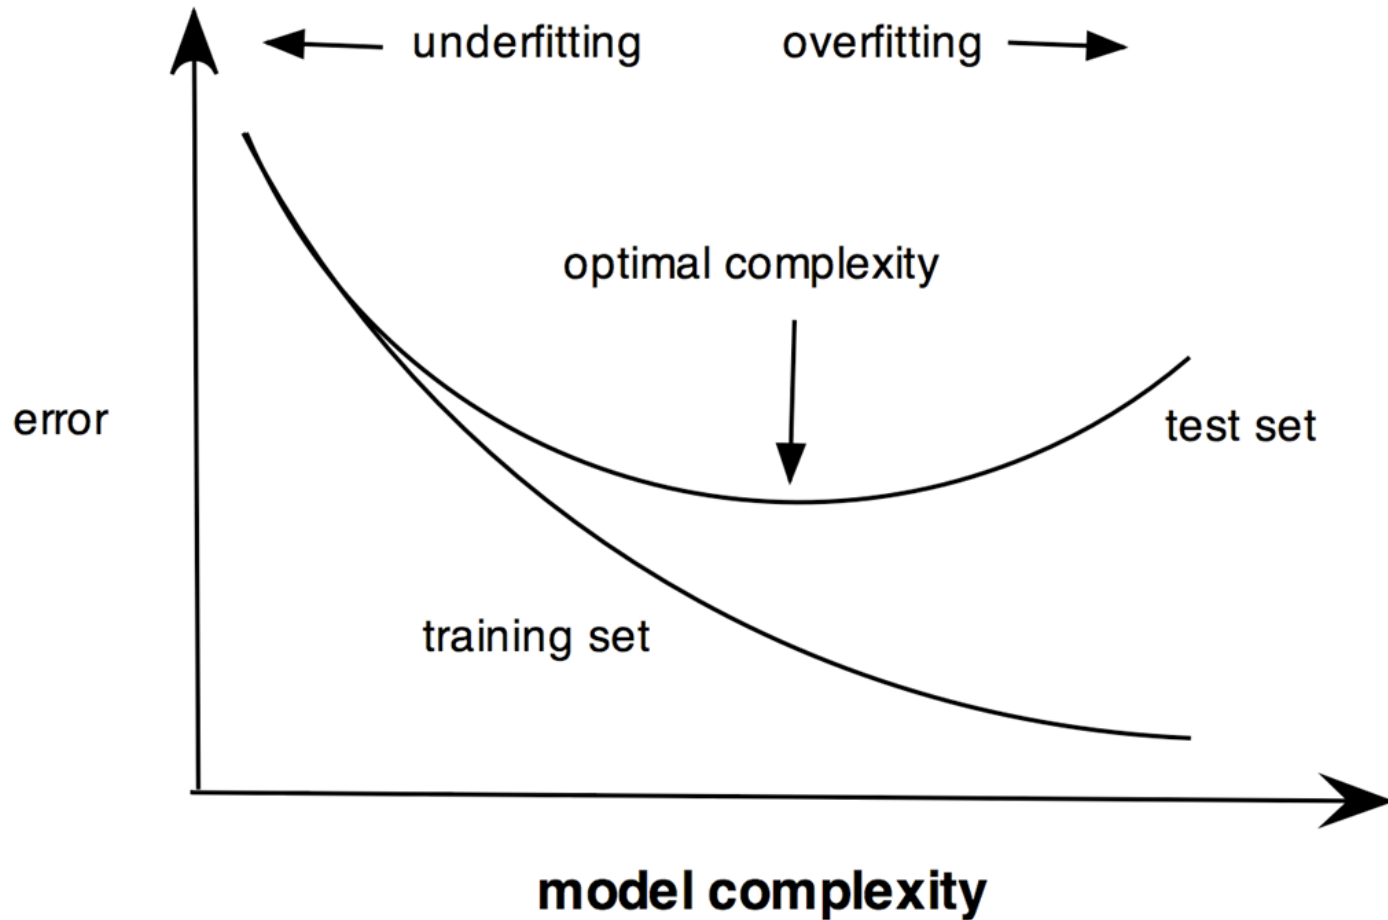 underfitting
overfitting
optimal complexity
error
test set
training set
model complexity